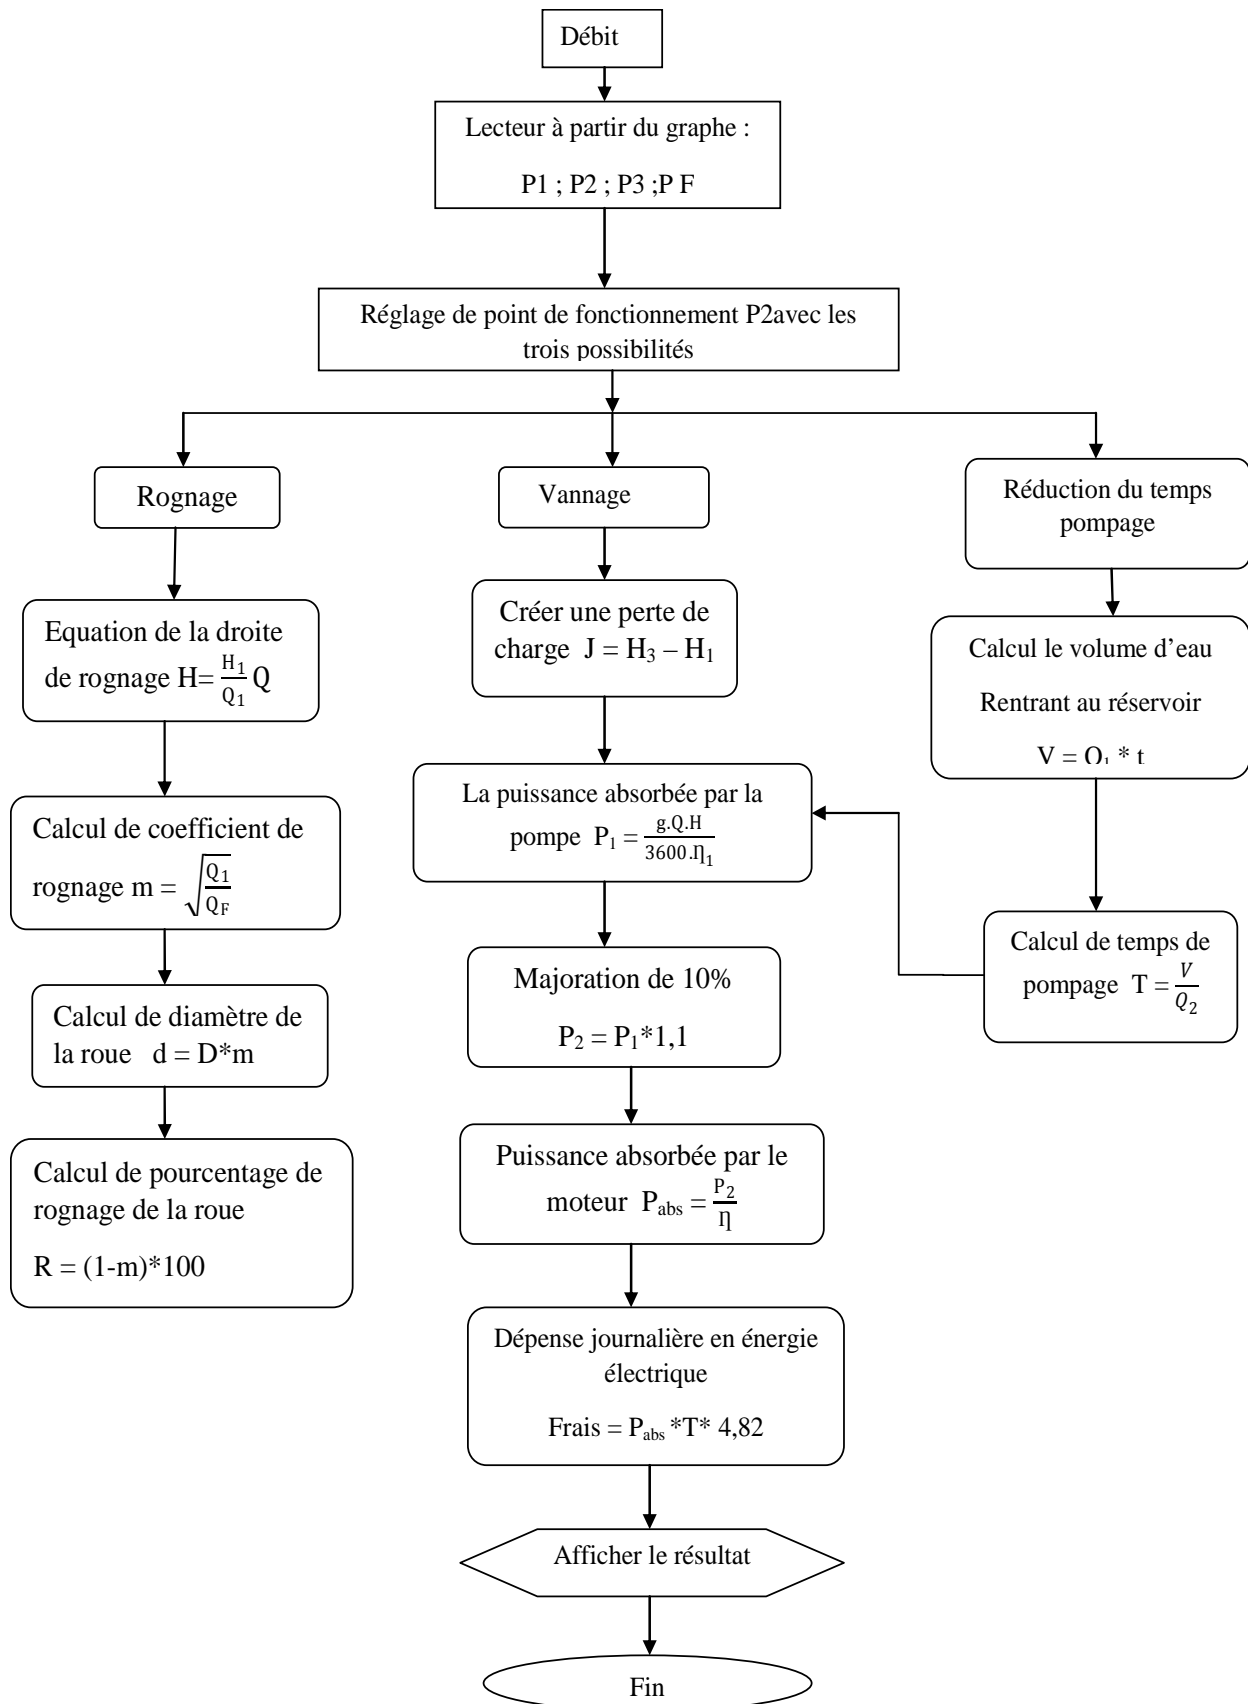 Débit
Lecteur à partir du graphe :
P1 ; P2 ; P3 ;P F
Réglage de point de fonctionnement P2avec les
trois possibilités
Rognage
Equation de la droite
de rognage H= H₁/Q₁ Q
Calcul de coefficient de
rognage m = √(Q₁/Q_F)
Calcul de diamètre de
la roue d = D*m
Calcul de pourcentage de
rognage de la roue
R = (1-m)*100
Vannage
Créer une perte de
charge J = H₃ – H₁
La puissance absorbée par la
pompe P₁ = g.Q.H/3600.Ƞ₁
Majoration de 10%
P₂ = P₁*1,1
Puissance absorbée par le
moteur P_abs = P₂/Ƞ
Dépense journalière en énergie
électrique
Frais = P_abs *T* 4,82
Réduction du temps
pompage
Calcul le volume d’eau
Rentrant au réservoir
V = Q₁ * t
Calcul de temps de
pompage T = V/Q₂
Afficher le résultat
Fin